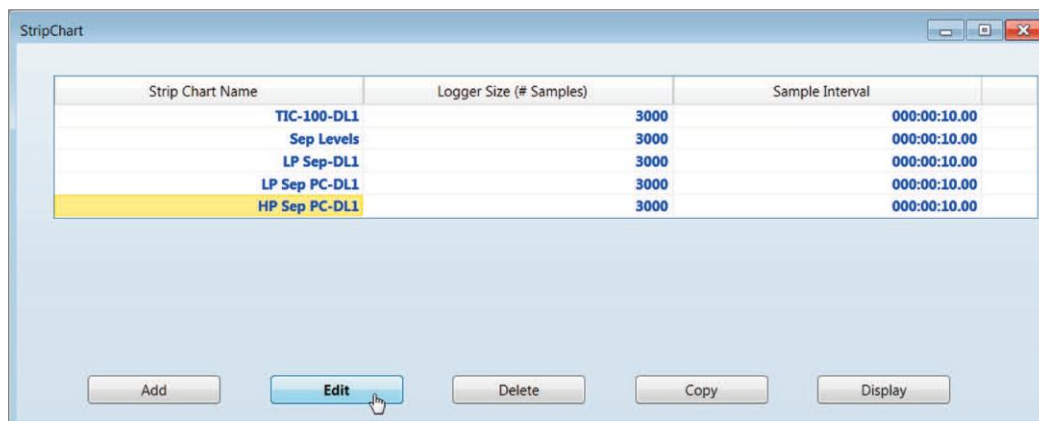 StripChart
Strip Chart Name Logger Size (# Samples) Sample Interval
TIC-100-DL1 3000 000:00:10.00
Sep Levels 3000 000:00:10.00
LP Sep-DL1 3000 000:00:10.00
LP Sep PC-DL1 3000 000:00:10.00
HP Sep PC-DL1 3000 000:00:10.00
Add Edit Delete Copy Display